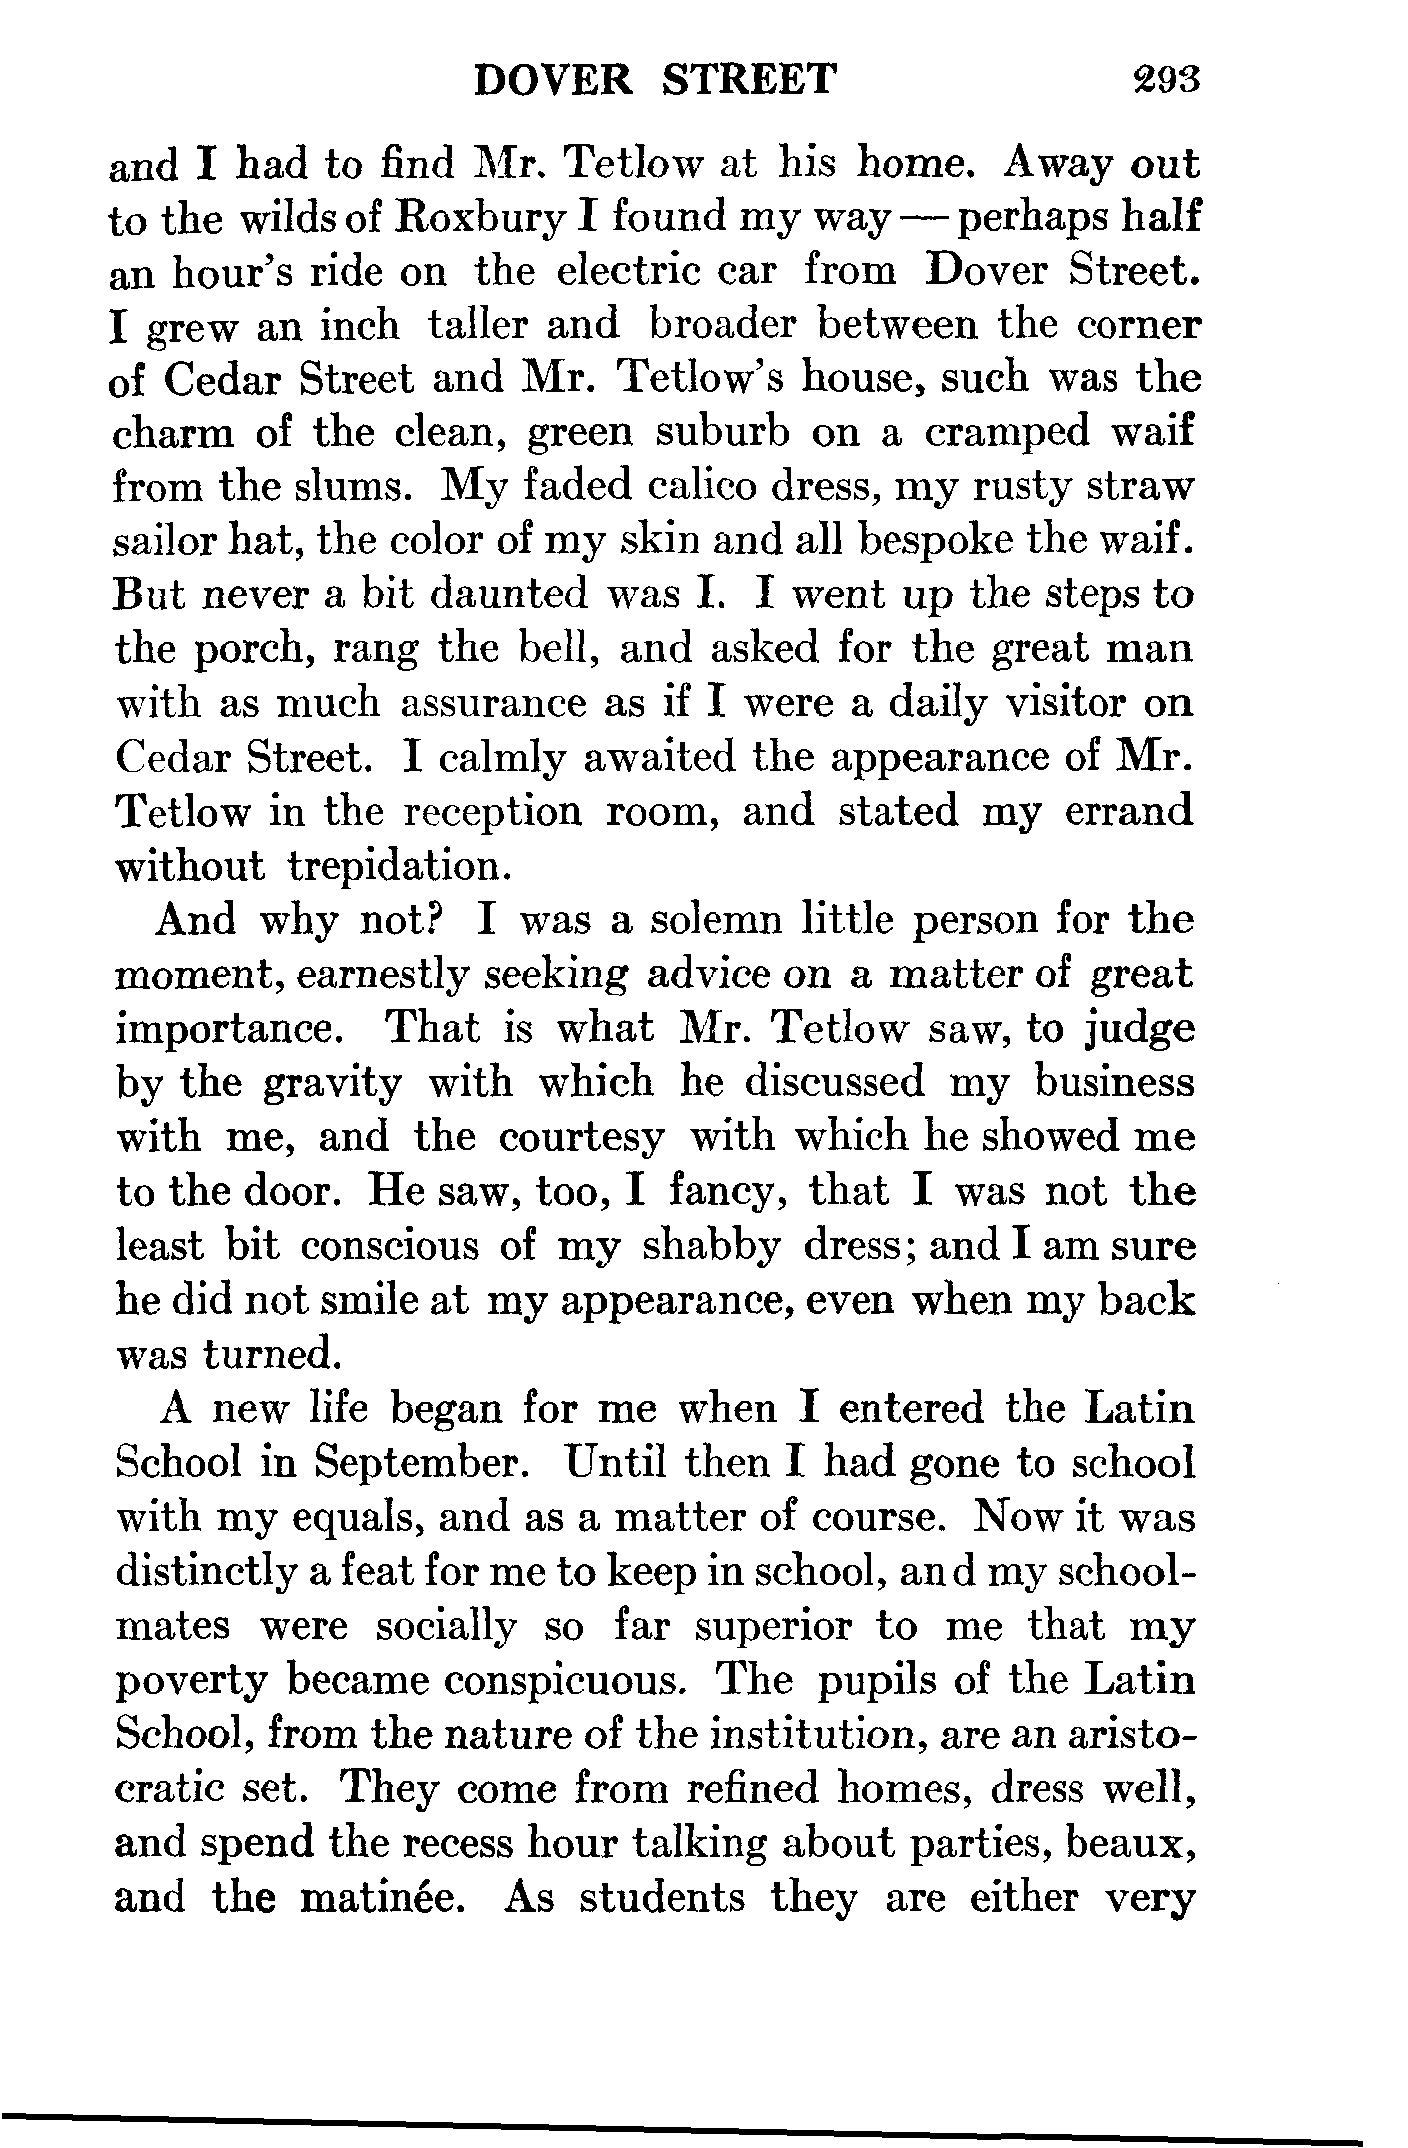 DOVER STREET 293
and I had to find Mr. Tetlow at his home. Away out
to the wilds of Roxbury I found my way — perhaps half
an hour's ride on the electric car from Dover Street.
I grew an inch taller and broader between the corner
of Cedar Street and Mr. Tetlow's house, such was the
charm of the clean, green suburb on a cramped waif
from the slums. My faded calico dress, my rusty straw
sailor hat, the color of my skin and all bespoke the waif.
But never a bit daunted was I. I went up the steps to
the porch, rang the bell, and asked for the great man
with as much assurance as if I were a daily visitor on
Cedar Street. I calmly awaited the appearance of Mr.
Tetlow in the reception room, and stated my errand
without trepidation.
And why not? I was a solemn little person for the
moment, earnestly seeking advice on a matter of great
importance. That is what Mr. Tetlow saw, to judge
by the gravity with which he discussed my business
with me, and the courtesy with which he showed me
to the door. He saw, too, I fancy, that I was not the
least bit conscious of my shabby dress; and I am sure
he did not smile at my appearance, even when my back
was turned.
A new life began for me when I entered the Latin
School in September. Until then I had gone to school
with my equals, and as a matter of course. Now it was
distinctly a feat for me to keep in school, and my school-
mates were socially so far superior to me that my
poverty became conspicuous. The pupils of the Latin
School, from the nature of the institution, are an aristo-
cratic set. They come from refined homes, dress well,
and spend the recess hour talking about parties, beaux,
and the matinée. As students they are either very